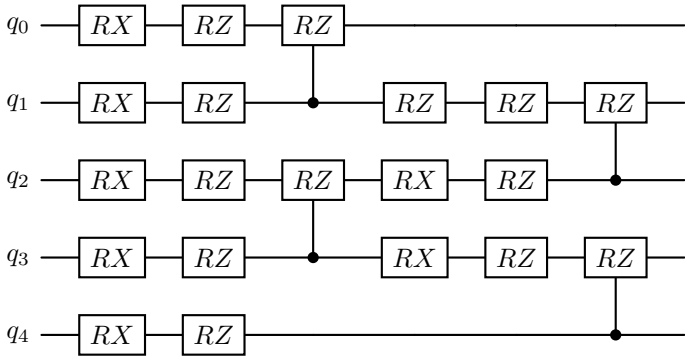 q₀ RX RZ RZ
q₁ RX RZ RZ RZ RZ
q₂ RX RZ RZ RX RZ
q₃ RX RZ RX RZ RZ
q₄ RX RZ